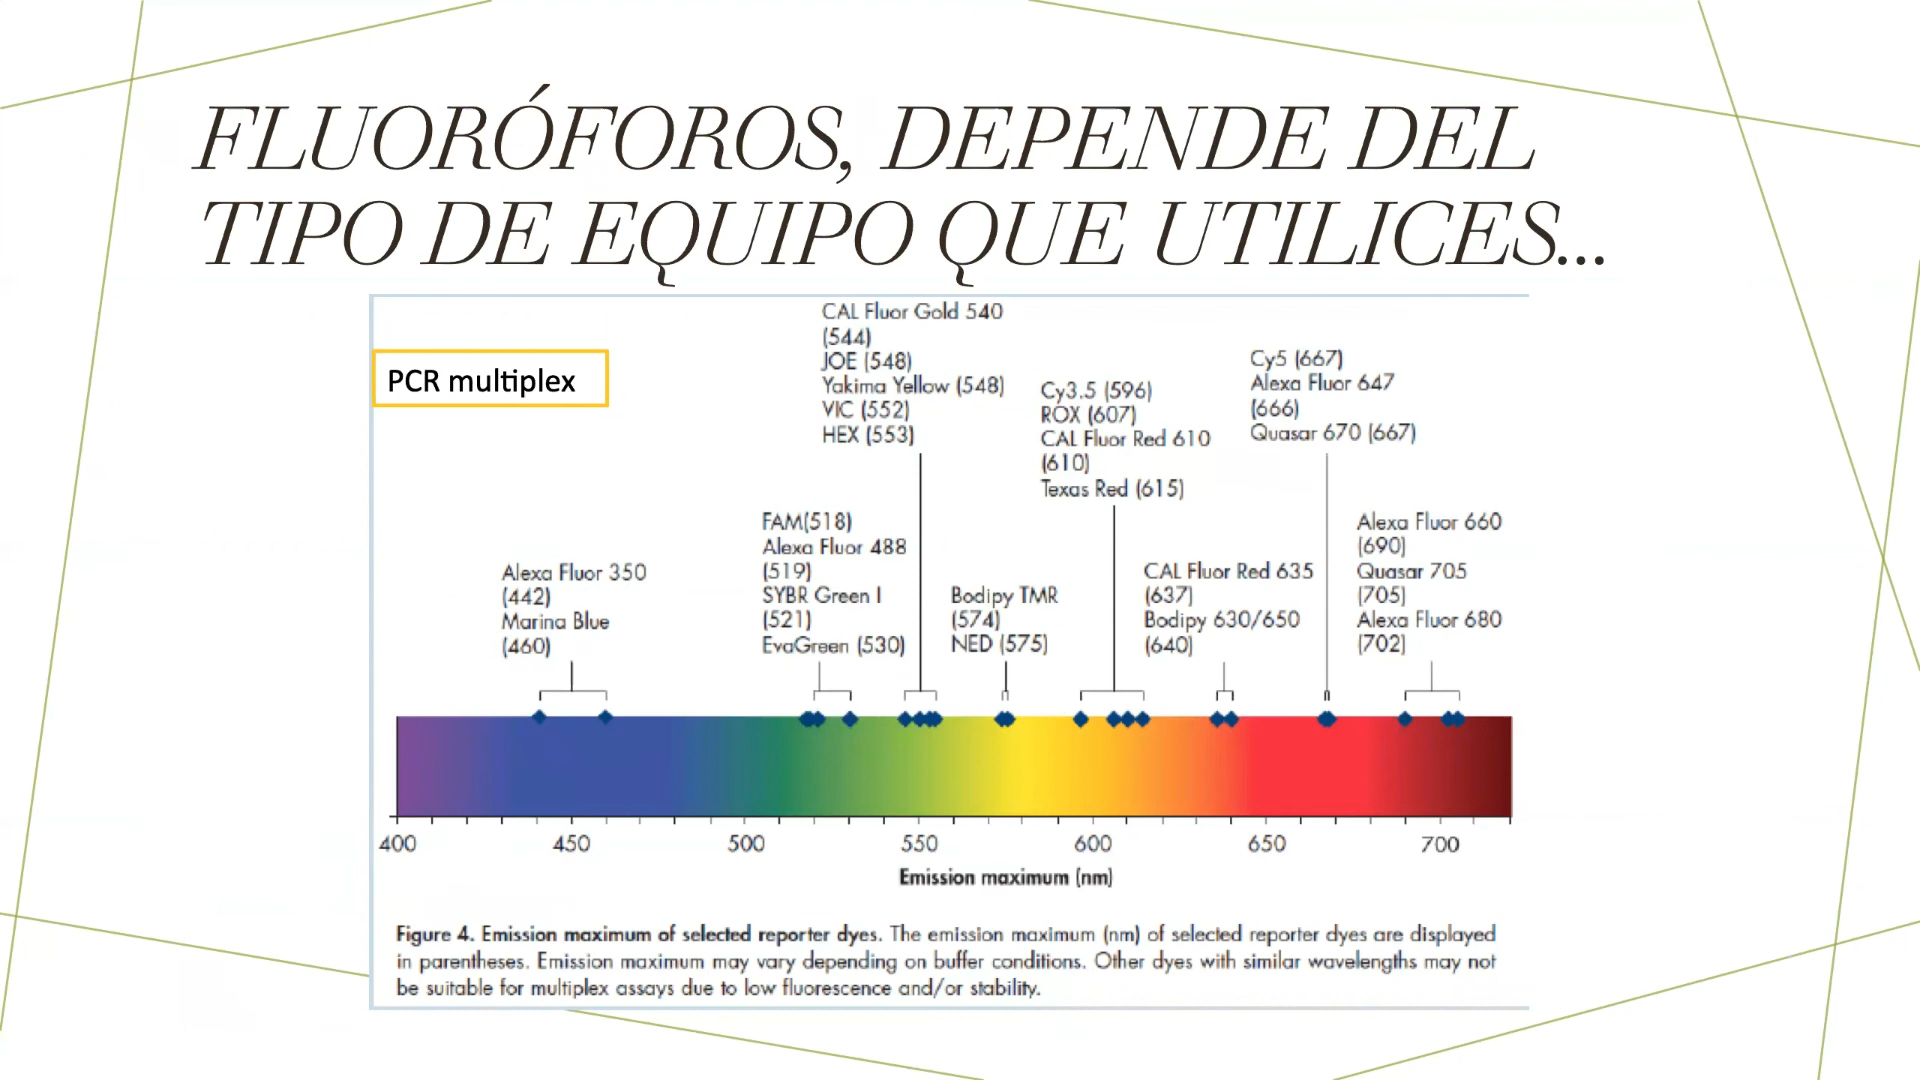 FLUORÓFOROS, DEPENDE DEL
TIPO DE EQUIPO QUE UTILICES...
PCR multiplex
CAL Fluor Gold 540
(544)
JOE (548)
Yakima Yellow (548)
VIC (552)
HEX (553)
Cy3.5 (596)
ROX (607)
CAL Fluor Red 610
(610)
Texas Red (615)
Cy5 (667)
Alexa Fluor 647
(666)
Quasar 670 (667)
Alexa Fluor 350
(442)
Marina Blue
(460)
FAM(518)
Alexa Fluor 488
(519)
SYBR Green I
(521)
EvaGreen (530)
Bodipy TMR
(574)
NED (575)
CAL Fluor Red 635
(637)
Bodipy 630/650
(640)
Alexa Fluor 660
(690)
Quasar 705
(705)
Alexa Fluor 680
(702)
400 450 500 550 600 650 700
Emission maximum (nm)
Figure 4. Emission maximum of selected reporter dyes. The emission maximum (nm) of selected reporter dyes are displayed
in parentheses. Emission maximum may vary depending on buffer conditions. Other dyes with similar wavelengths may not
be suitable for multiplex assays due to low fluorescence and/or stability.